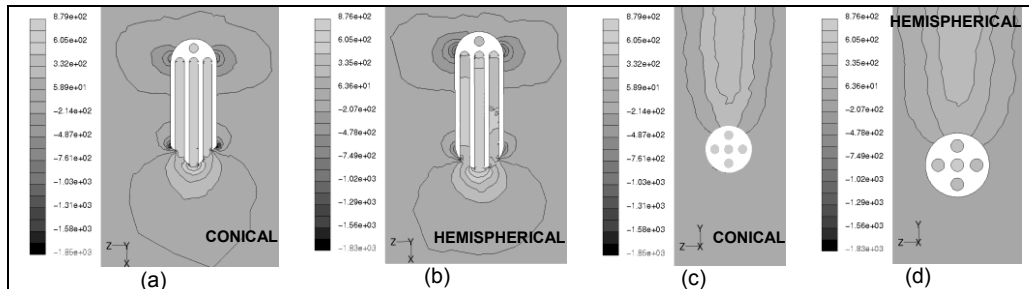 8.79e+02
6.05e+02
3.32e+02
5.89e+01
-2.14e+02
-4.87e+02
-7.61e+02
-1.03e+03
-1.31e+03
-1.58e+03
-1.85e+03
Z Y
X
CONICAL
(a)
8.76e+02
6.05e+02
3.35e+02
6.36e+01
-2.07e+02
-4.78e+02
-7.49e+02
-1.02e+03
-1.29e+03
-1.56e+03
-1.83e+03
Z Y
X
HEMISPHERICAL
(b)
8.79e+02
6.05e+02
3.32e+02
5.89e+01
-2.14e+02
-4.87e+02
-7.61e+02
-1.03e+03
-1.31e+03
-1.58e+03
-1.85e+03
Y
Z X
CONICAL
(c)
8.76e+02
6.05e+02
3.35e+02
6.36e+01
-2.07e+02
-4.78e+02
-7.49e+02
-1.02e+03
-1.29e+03
-1.56e+03
-1.83e+03
HEMISPHERICAL
Y
Z X
(d)